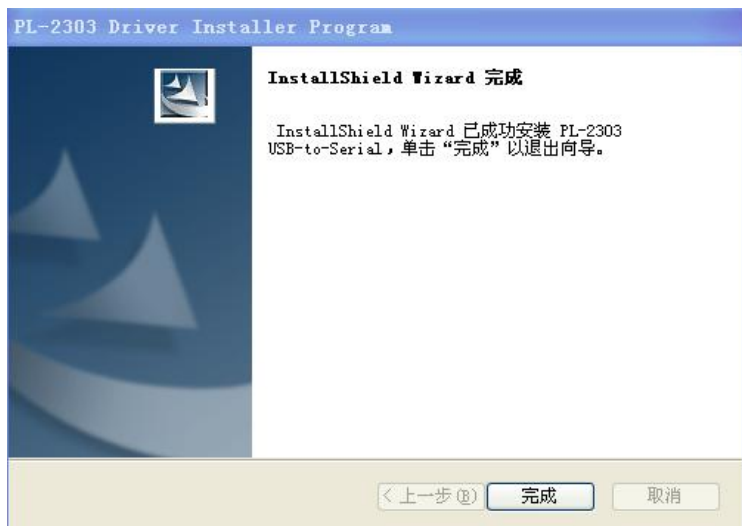 PL-2303 Driver Installer Program
InstallShield Wizard 完成
InstallShield Wizard 已成功安装 PL-2303
USB-to-Serial，单击“完成”以退出向导。
< 上一步(B)
完成
取消